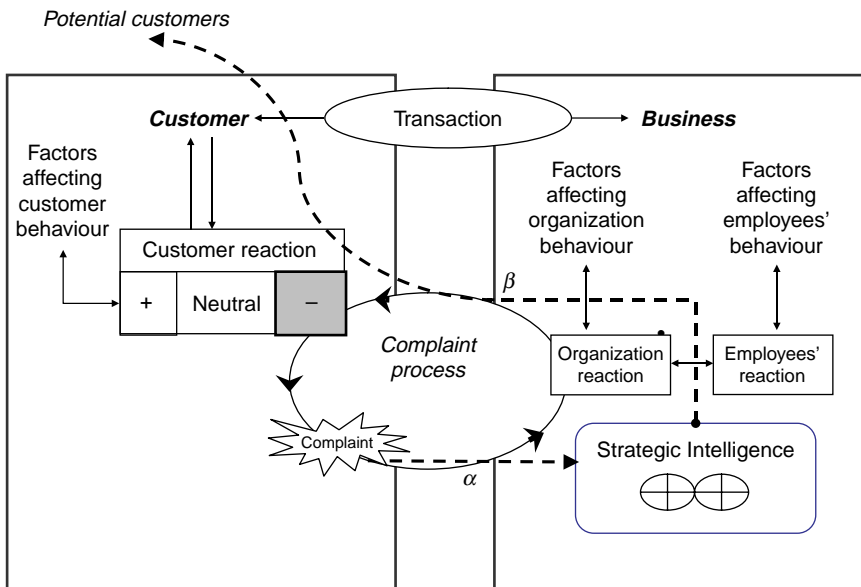 Potential customers
Customer
Transaction
Business
Factors
affecting
customer
behaviour
Factors
affecting
organization
behaviour
Factors
affecting
employees'
behaviour
Customer reaction
+
Neutral
−
β
Complaint
process
Organization
reaction
Employees'
reaction
Complaint
α
Strategic Intelligence